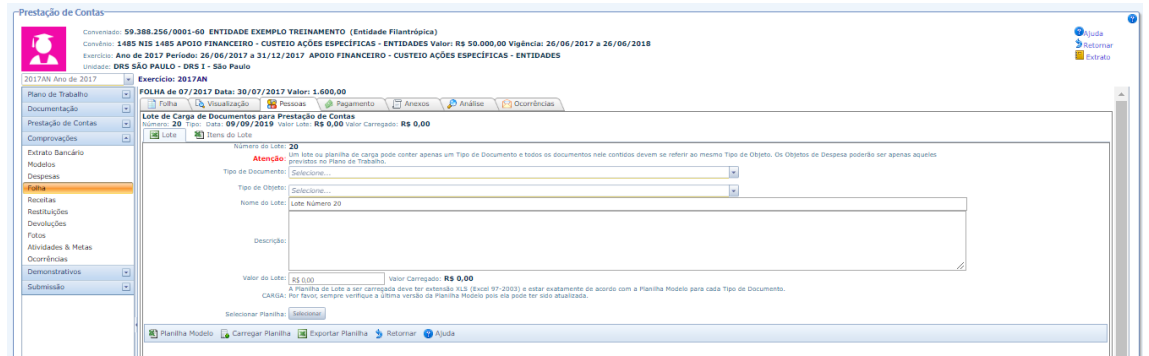 Prestação de Contas
Conveniado: 59.388.256/0001-60 ENTIDADE EXEMPLO TREINAMENTO (Entidade Filantrópica)
Convênio: 1485 NIS 1485 APOIO FINANCEIRO - CUSTEIO AÇÕES ESPECÍFICAS - ENTIDADES Valor: R$ 50.000,00 Vigência: 26/06/2017 a 26/06/2018
Exercício: Ano de 2017 Período: 26/06/2017 a 31/12/2017 APOIO FINANCEIRO - CUSTEIO AÇÕES ESPECÍFICAS - ENTIDADES
Unidade: DRS SÃO PAULO - DRS I - São Paulo
Ajuda
Retornar
Extrato
2017AN Ano de 2017
Exercício: 2017AN
Plano de Trabalho
Documentação
Prestação de Contas
Comprovações
Extrato Bancário
Modelos
Despesas
Folha
Receitas
Restituições
Devoluções
Fotos
Atividades & Metas
Ocorrências
Demonstrativos
Submissão
FOLHA de 07/2017 Data: 30/07/2017 Valor: 1.600,00
Folha Visualização Pessoas Pagamento Anexos Análise Ocorrências
Lote de Carga de Documentos para Prestação de Contas
Número: 20 Tipo: Data: 09/09/2019 Valor Lote: R$ 0,00 Valor Carregado: R$ 0,00
Lote Itens do Lote
Número do Lote: 20
Atenção: Um lote ou planilha de carga pode conter apenas um Tipo de Documento e todos os documentos nele contidos devem se referir ao mesmo Tipo de Objeto. Os Objetos de Despesa poderão ser apenas aqueles
previstos no Plano de Trabalho.
Tipo de Documento: Selecione...
Tipo de Objeto: Selecione...
Nome do Lote: Lote Número 20
Descrição:
Valor do Lote: R$ 0,00 Valor Carregado: R$ 0,00
A Planilha de Lote a ser carregada deve ter extensão XLS (Excel 97-2003) e estar exatamente de acordo com a Planilha Modelo para cada Tipo de Documento.
CARGA: Por favor, sempre verifique a última versão da Planilha Modelo pois ela pode ter sido atualizada.
Selecionar Planilha: Selecionar
Planilha Modelo Carregar Planilha Exportar Planilha Retornar Ajuda